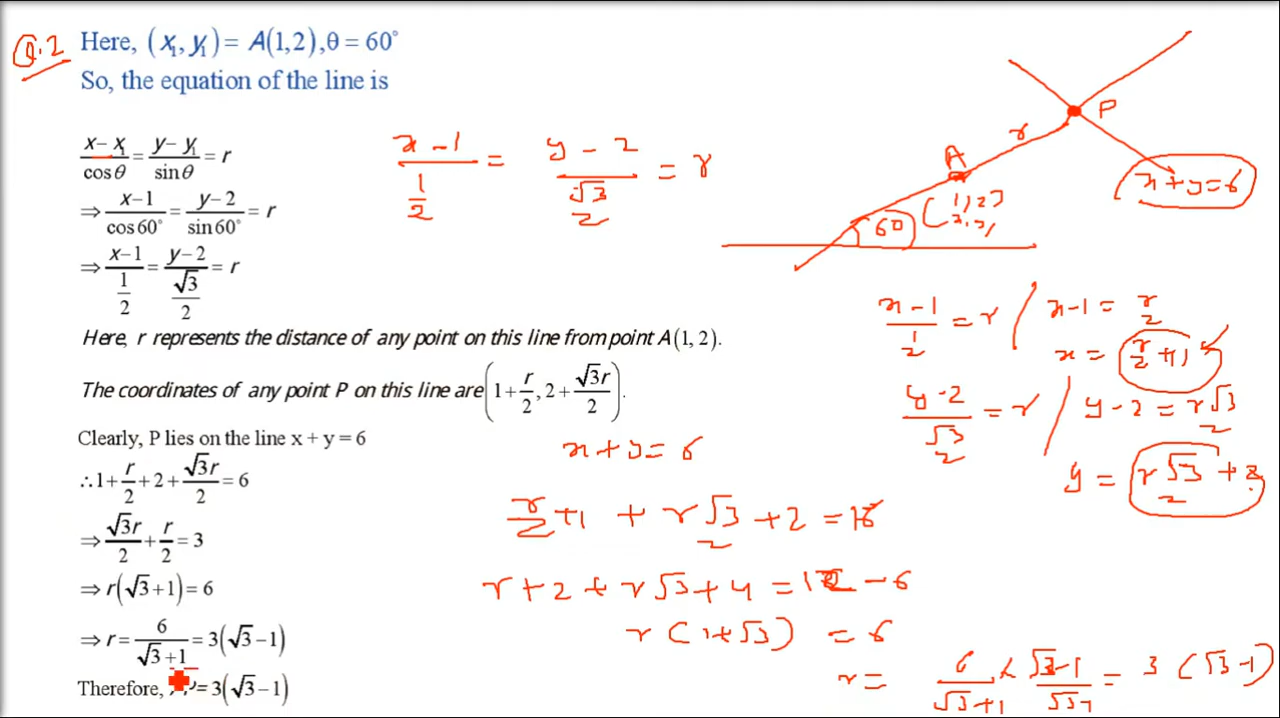 Q.2
Here, (x₁, y₁) = A(1,2), θ = 60°
So, the equation of the line is
(x − x₁)/cosθ = (y − y₁)/sinθ = r
⇒ (x−1)/cos60° = (y−2)/sin60° = r
⇒ (x−1)/(1/2) = (y−2)/(√3/2) = r
Here, r represents the distance of any point on this line from point A(1,2).
The coordinates of any point P on this line are (1 + r/2, 2 + √3r/2).
Clearly, P lies on the line x + y = 6
∴ 1 + r/2 + 2 + √3r/2 = 6
⇒ √3r/2 + r/2 = 3
⇒ r(√3+1) = 6
⇒ r = 6/(√3+1) = 3(√3−1)
Therefore, = 3(√3−1)
(x−1)/(1/2) = (y−2)/(√3/2) = r
P
r
A
(1,2)
60
x+y=6
(x−1)/(1/2) = r / x−1 = r/2
x = r/2 + 1
(y−2)/(√3/2) = r / y−2 = r√3/2
y = r√3/2 + 2
x+y=6
r/2 + 1 + r√3/2 + 2 = 6
r + 2 + r√3 + 4 = 12 − 6
r(1+√3) = 6
r = 6/(√3+1) × (√3−1)/(√3−1) = 3(√3−1)